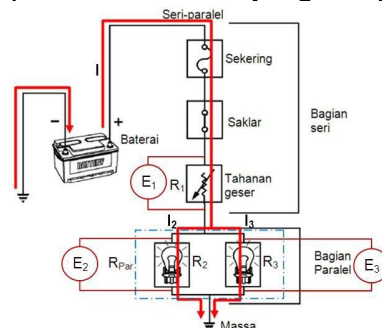 Seri-paralel
I
Sekering
Saklar
Bagian
seri
− +
Baterai
BATTERY
E1
R1
Tahanan
geser
I2
I3
E2
RPar
R2
R3
Bagian
Paralel
E3
Massa